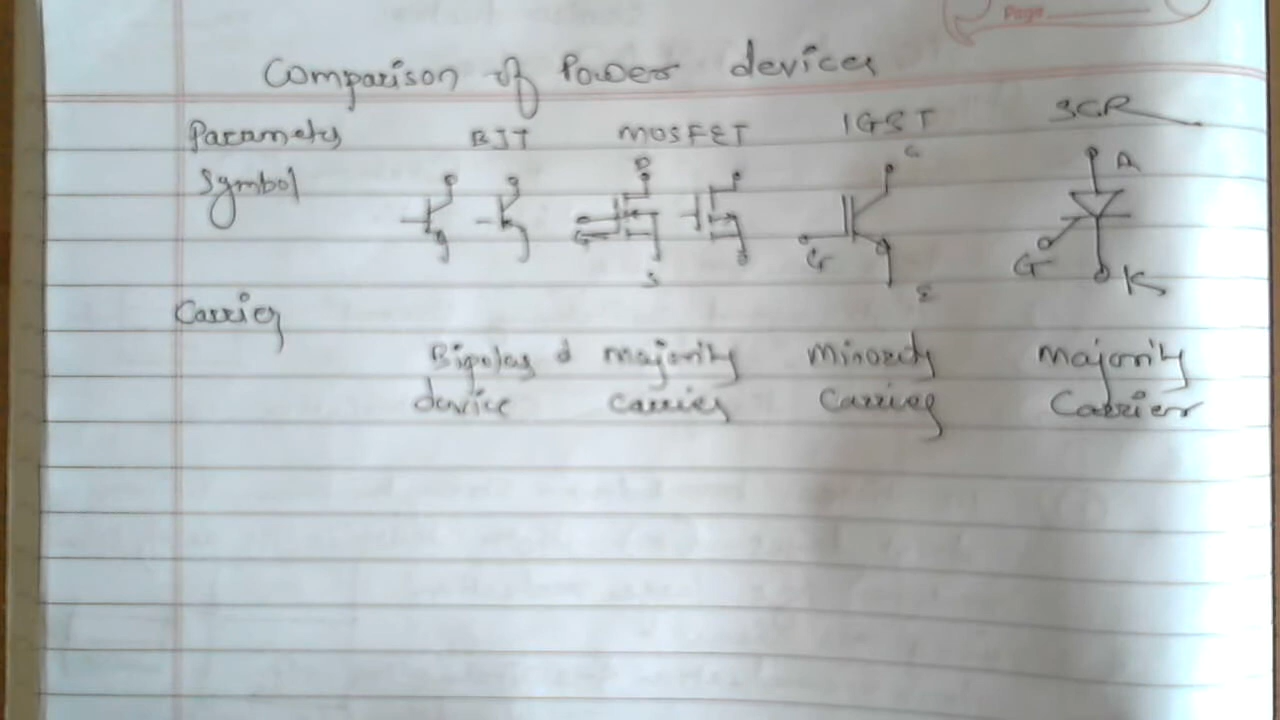 Page
Comparison of Power devices
Parameters BJT MOSFET IGBT SCR
Symbol
D C A
G G
S E K
Carrier
Bipolar d majority Minority Majority
device carrier Carrier Carrier